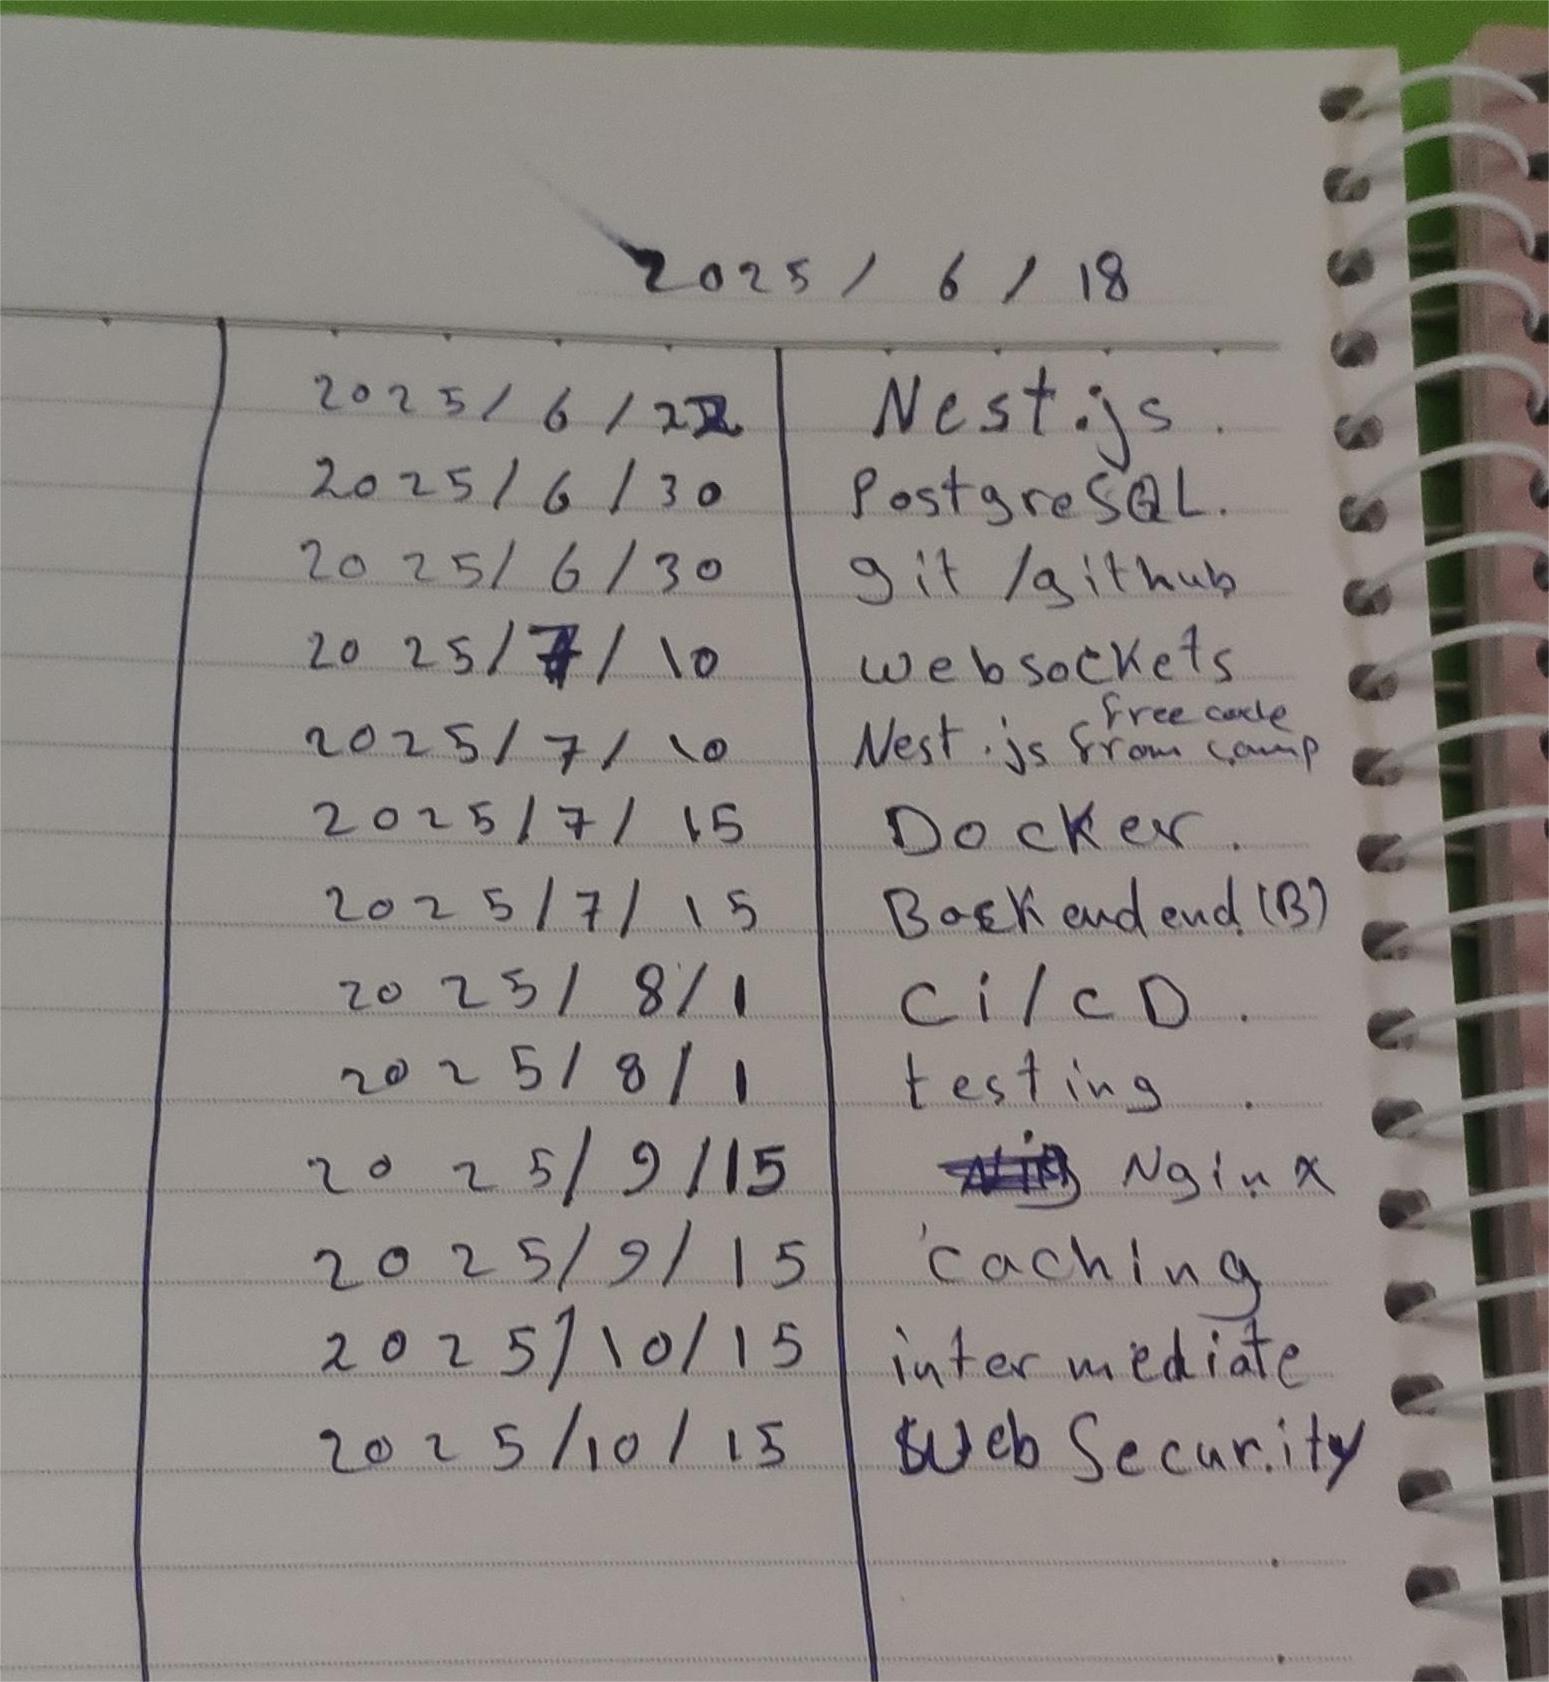 2025 / 6 / 18
2025 / 6 / 22 Nest.js.
2025 / 6 / 30 PostgreSQL.
2025 / 6 / 30 git /github
2025 / 7 / 10 websockets
2025 / 7 / 10 Nest.js from free code camp
2025 / 7 / 15 Docker.
2025 / 7 / 15 Backend end (B)
2025 / 8 / 1 Ci/CD.
2025 / 8 / 1 testing.
2025 / 9 / 15 Nginx
2025 / 9 / 15 caching
2025 / 10 / 15 intermediate
2025 / 10 / 15 Web Security